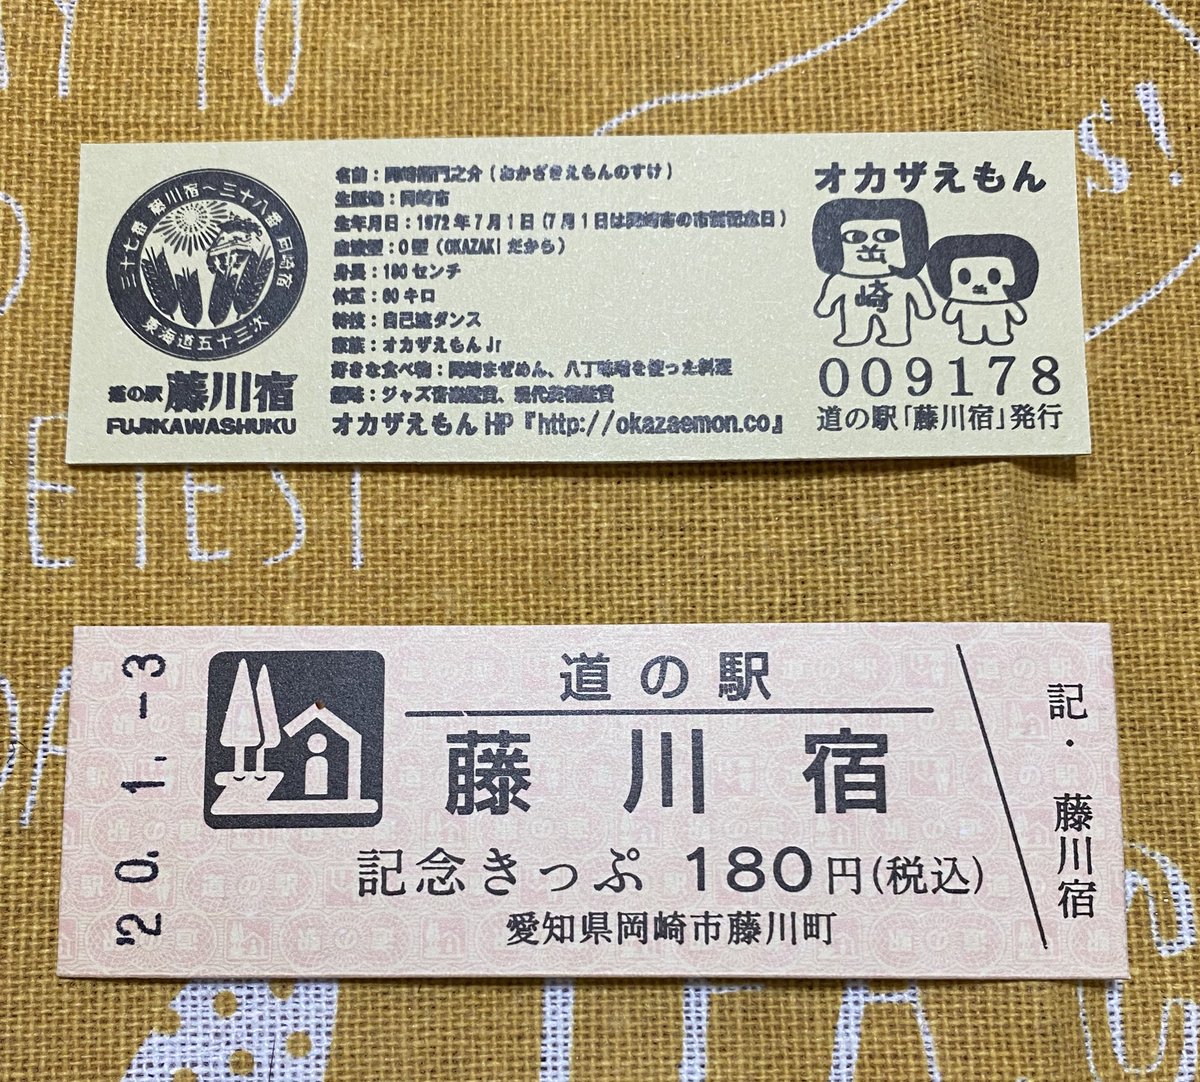 三十七番 藤川宿～三十八番 岡崎宿
東海道五十三次
道の駅 藤川宿
FUJIKAWASHUKU
名前：岡崎衛門之介(おかざきえもんのすけ)
生誕地：岡崎市
生年月日：1972年7月1日(7月1日は岡崎市の市制記念日)
血液型：O型(OKAZAKIだから)
身長：180センチ
体重：60キロ
特技：自己流ダンス
家族：オカザえもんJr
好きな食べ物：岡崎まぜめん、八丁味噌を使った料理
趣味：ジャズ音楽鑑賞、現代美術鑑賞
オカザえもんHP『http://okazaemon.co』
オカザえもん
崎
009178
道の駅「藤川宿」発行
ETEST
'20.1.-3
道の駅
藤川宿
記念きっぷ 180円(税込)
愛知県岡崎市藤川町
記・藤川宿